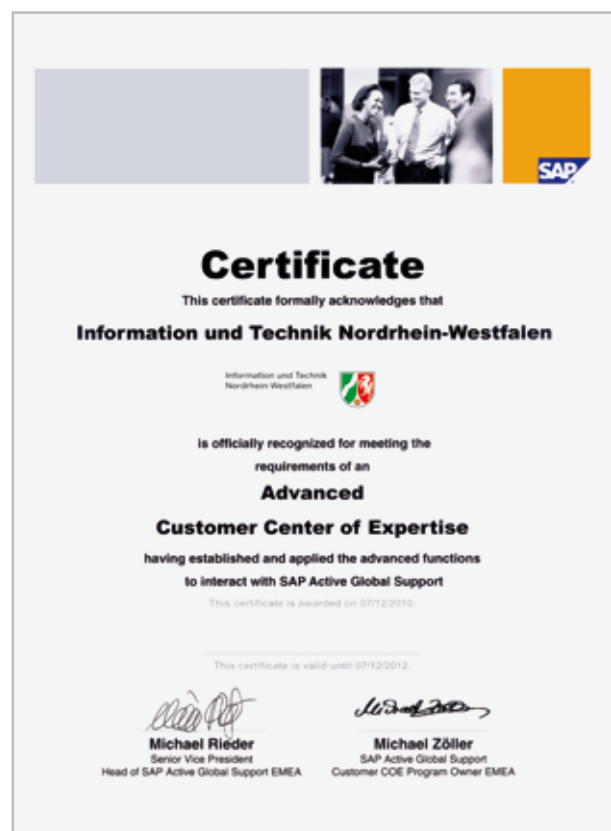 SAP
Certificate
This certificate formally acknowledges that
Information und Technik Nordrhein-Westfalen
Information und Technik
Nordrhein-Westfalen
is officially recognized for meeting the
requirements of an
Advanced
Customer Center of Expertise
having established and applied the advanced functions
to interact with SAP Active Global Support
This certificate is awarded on 07/12/2010.
This certificate is valid until 07/12/2012.
Michael Rieder
Senior Vice President
Head of SAP Active Global Support EMEA
Michael Zöller
SAP Active Global Support
Customer COE Program Owner EMEA